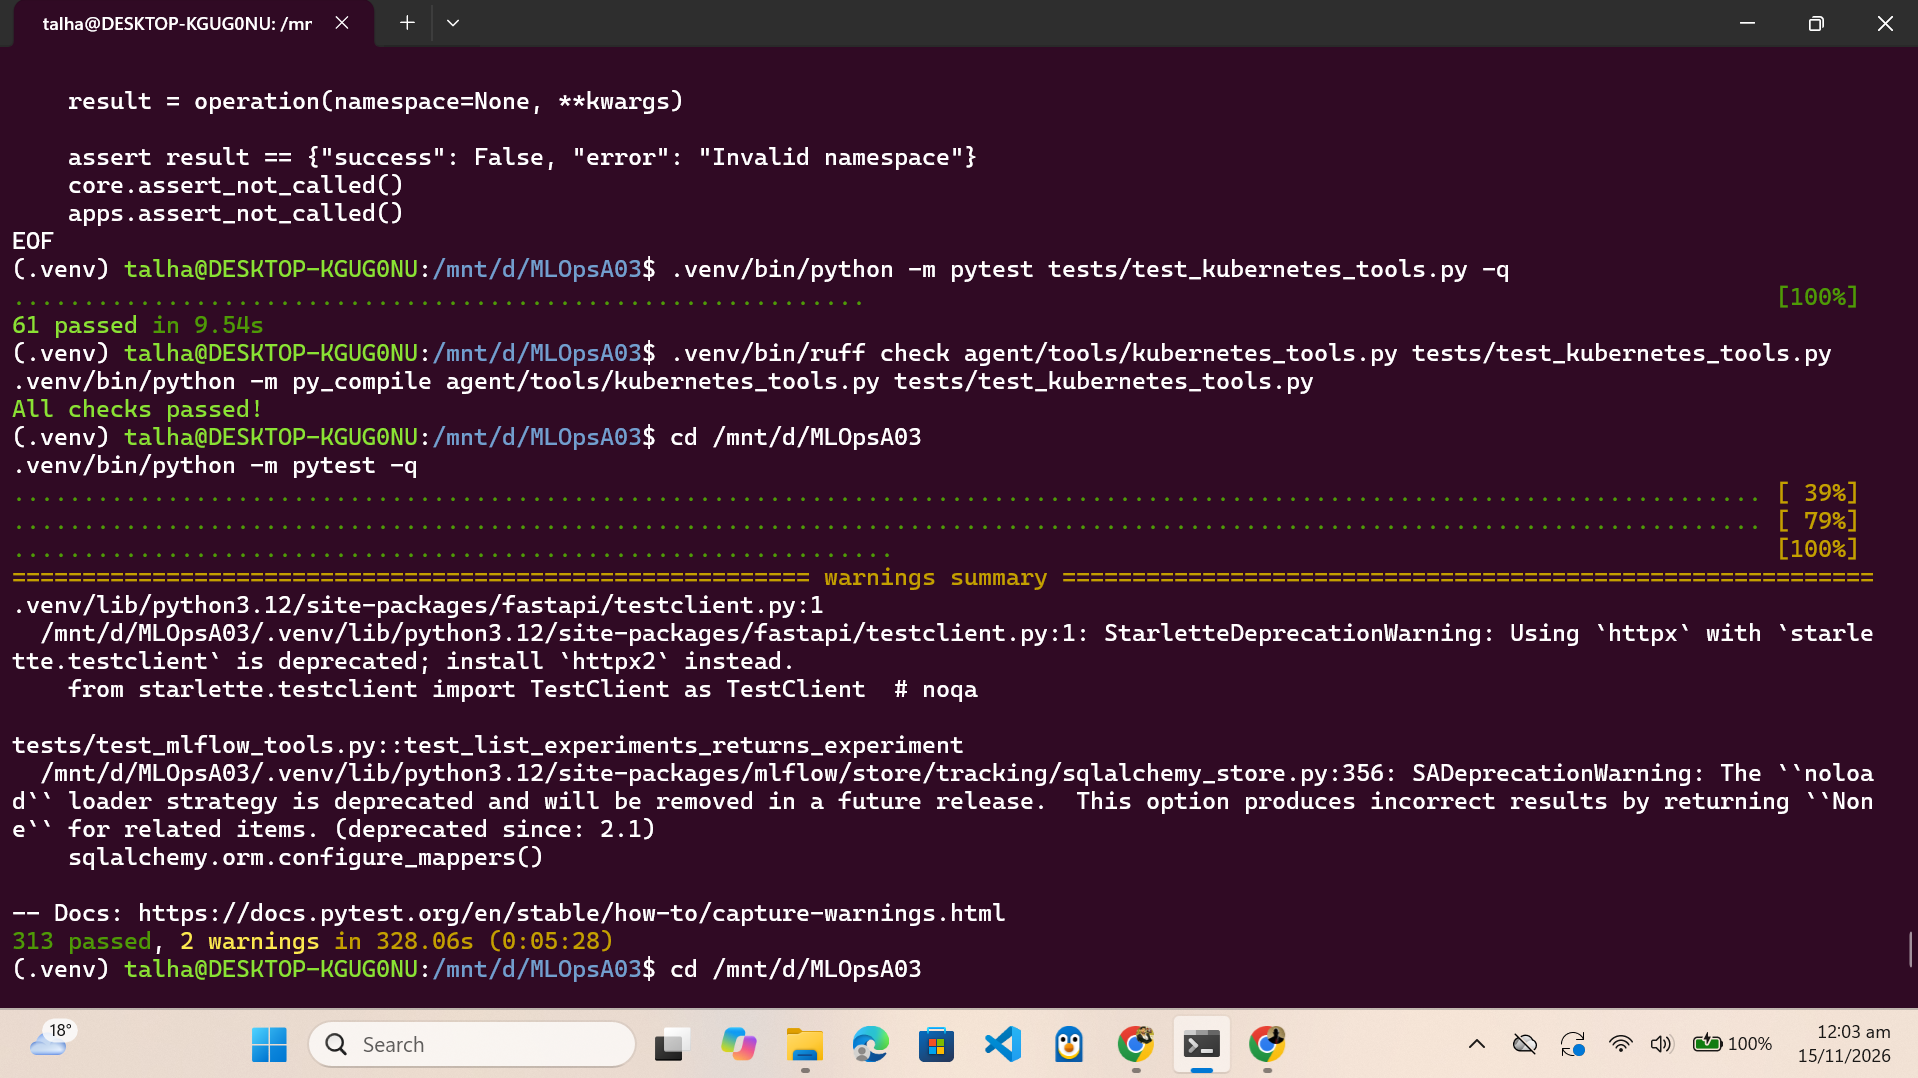 talha@DESKTOP-KGUG0NU: /mr
    result = operation(namespace=None, **kwargs)
    assert result == {"success": False, "error": "Invalid namespace"}
    core.assert_not_called()
    apps.assert_not_called()
EOF
(.venv) talha@DESKTOP-KGUG0NU:/mnt/d/MLOpsA03$ .venv/bin/python -m pytest tests/test_kubernetes_tools.py -q
............................................................. [100%]
61 passed in 9.54s
(.venv) talha@DESKTOP-KGUG0NU:/mnt/d/MLOpsA03$ .venv/bin/ruff check agent/tools/kubernetes_tools.py tests/test_kubernetes_tools.py
.venv/bin/python -m py_compile agent/tools/kubernetes_tools.py tests/test_kubernetes_tools.py
All checks passed!
(.venv) talha@DESKTOP-KGUG0NU:/mnt/d/MLOpsA03$ cd /mnt/d/MLOpsA03
.venv/bin/python -m pytest -q
............................................................................................................................. [ 39%]
............................................................................................................................. [ 79%]
............................................................... [100%]
========================================================= warnings summary ==========================================================
.venv/lib/python3.12/site-packages/fastapi/testclient.py:1
  /mnt/d/MLOpsA03/.venv/lib/python3.12/site-packages/fastapi/testclient.py:1: StarletteDeprecationWarning: Using `httpx` with `starle
tte.testclient` is deprecated; install `httpx2` instead.
    from starlette.testclient import TestClient as TestClient  # noqa
tests/test_mlflow_tools.py::test_list_experiments_returns_experiment
  /mnt/d/MLOpsA03/.venv/lib/python3.12/site-packages/mlflow/store/tracking/sqlalchemy_store.py:356: SADeprecationWarning: The ``noloa
d`` loader strategy is deprecated and will be removed in a future release.  This option produces incorrect results by returning ``Non
e`` for related items. (deprecated since: 2.1)
    sqlalchemy.orm.configure_mappers()
-- Docs: https://docs.pytest.org/en/stable/how-to/capture-warnings.html
313 passed, 2 warnings in 328.06s (0:05:28)
(.venv) talha@DESKTOP-KGUG0NU:/mnt/d/MLOpsA03$ cd /mnt/d/MLOpsA03
18°
Search
100%
12:03 am
15/11/2026